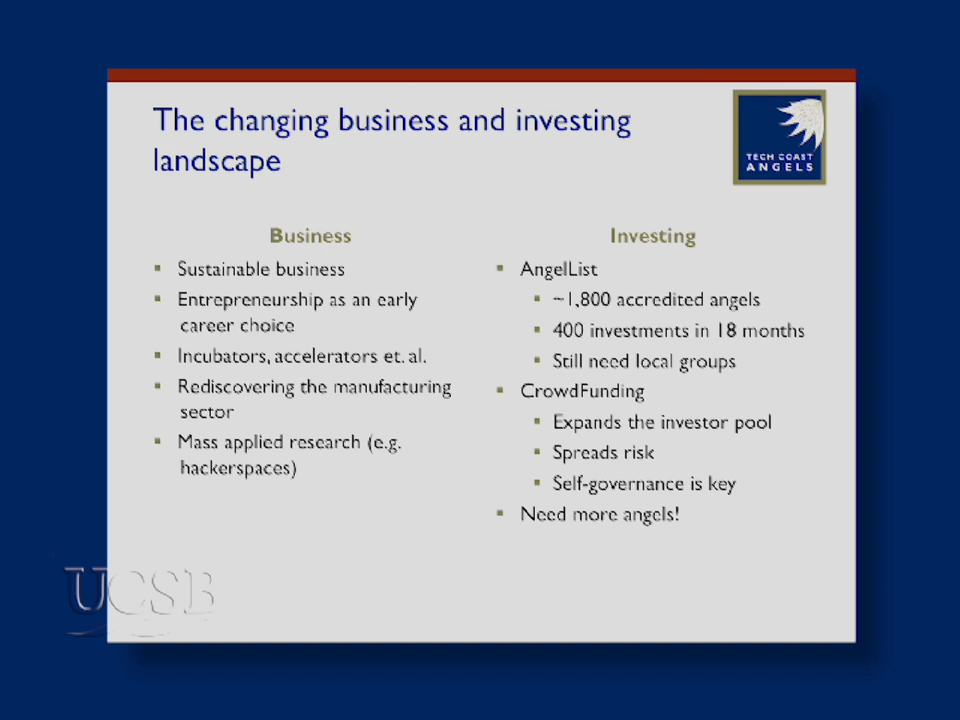 The changing business and investing
landscape
TECH COAST
ANGELS
Business
▪ Sustainable business
▪ Entrepreneurship as an early
career choice
▪ Incubators, accelerators et. al.
▪ Rediscovering the manufacturing
sector
▪ Mass applied research (e.g.
hackerspaces)
Investing
▪ AngelList
▪ ~1,800 accredited angels
▪ 400 investments in 18 months
▪ Still need local groups
▪ CrowdFunding
▪ Expands the investor pool
▪ Spreads risk
▪ Self-governance is key
▪ Need more angels!
UCSB